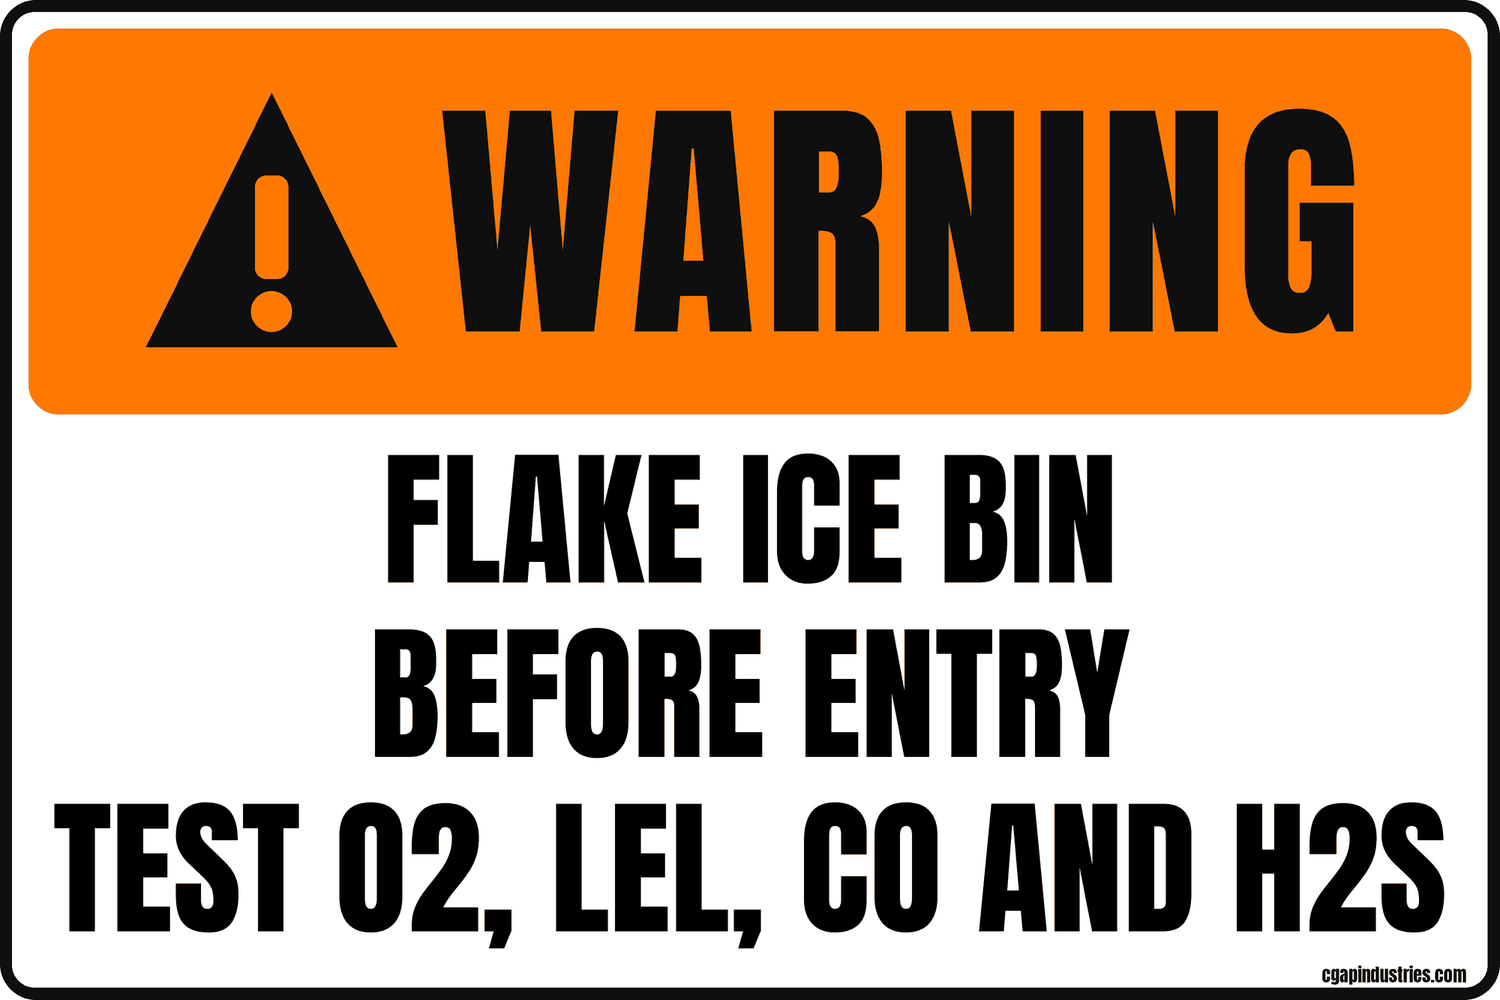 WARNING
FLAKE ICE BIN
BEFORE ENTRY
TEST O2, LEL, CO AND H2S
cgapindustries.com